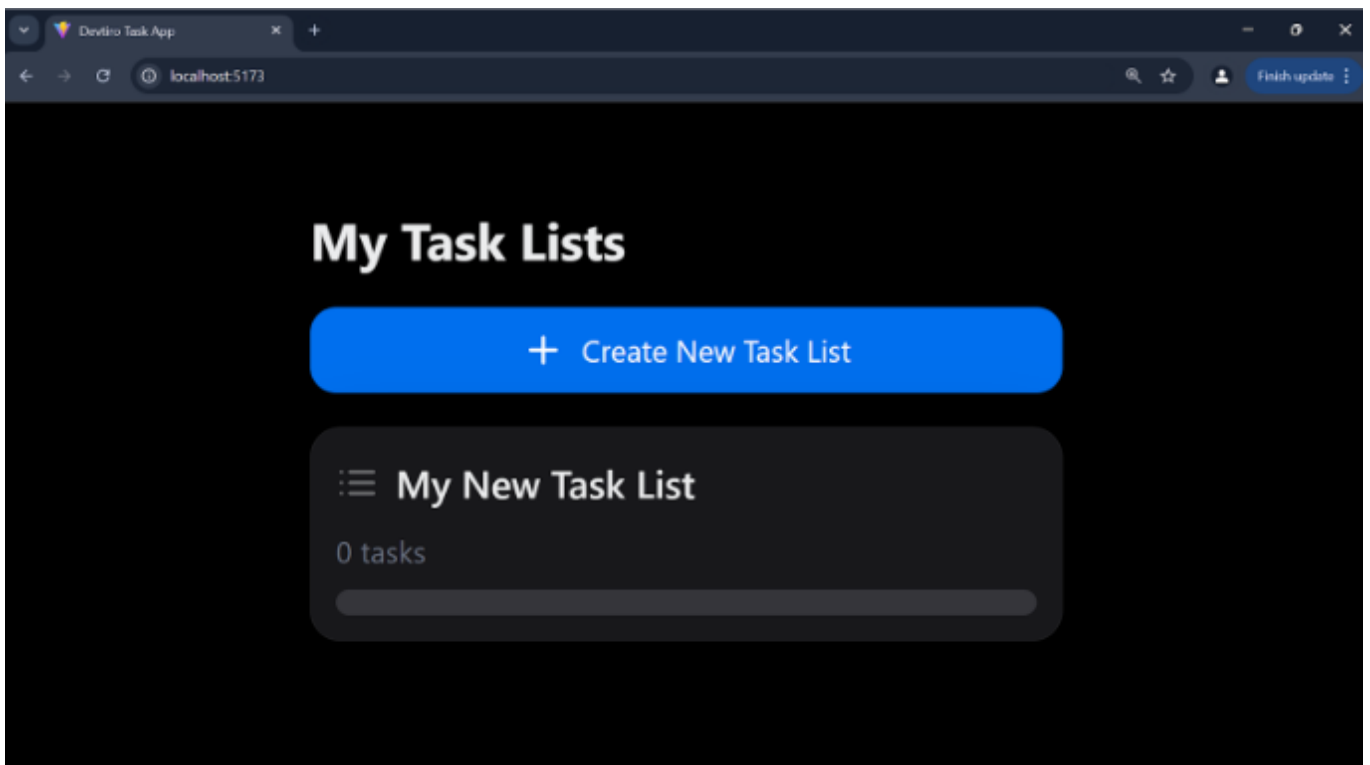 Devtiro Task App
localhost:5173
Finish update
My Task Lists
Create New Task List
My New Task List
0 tasks